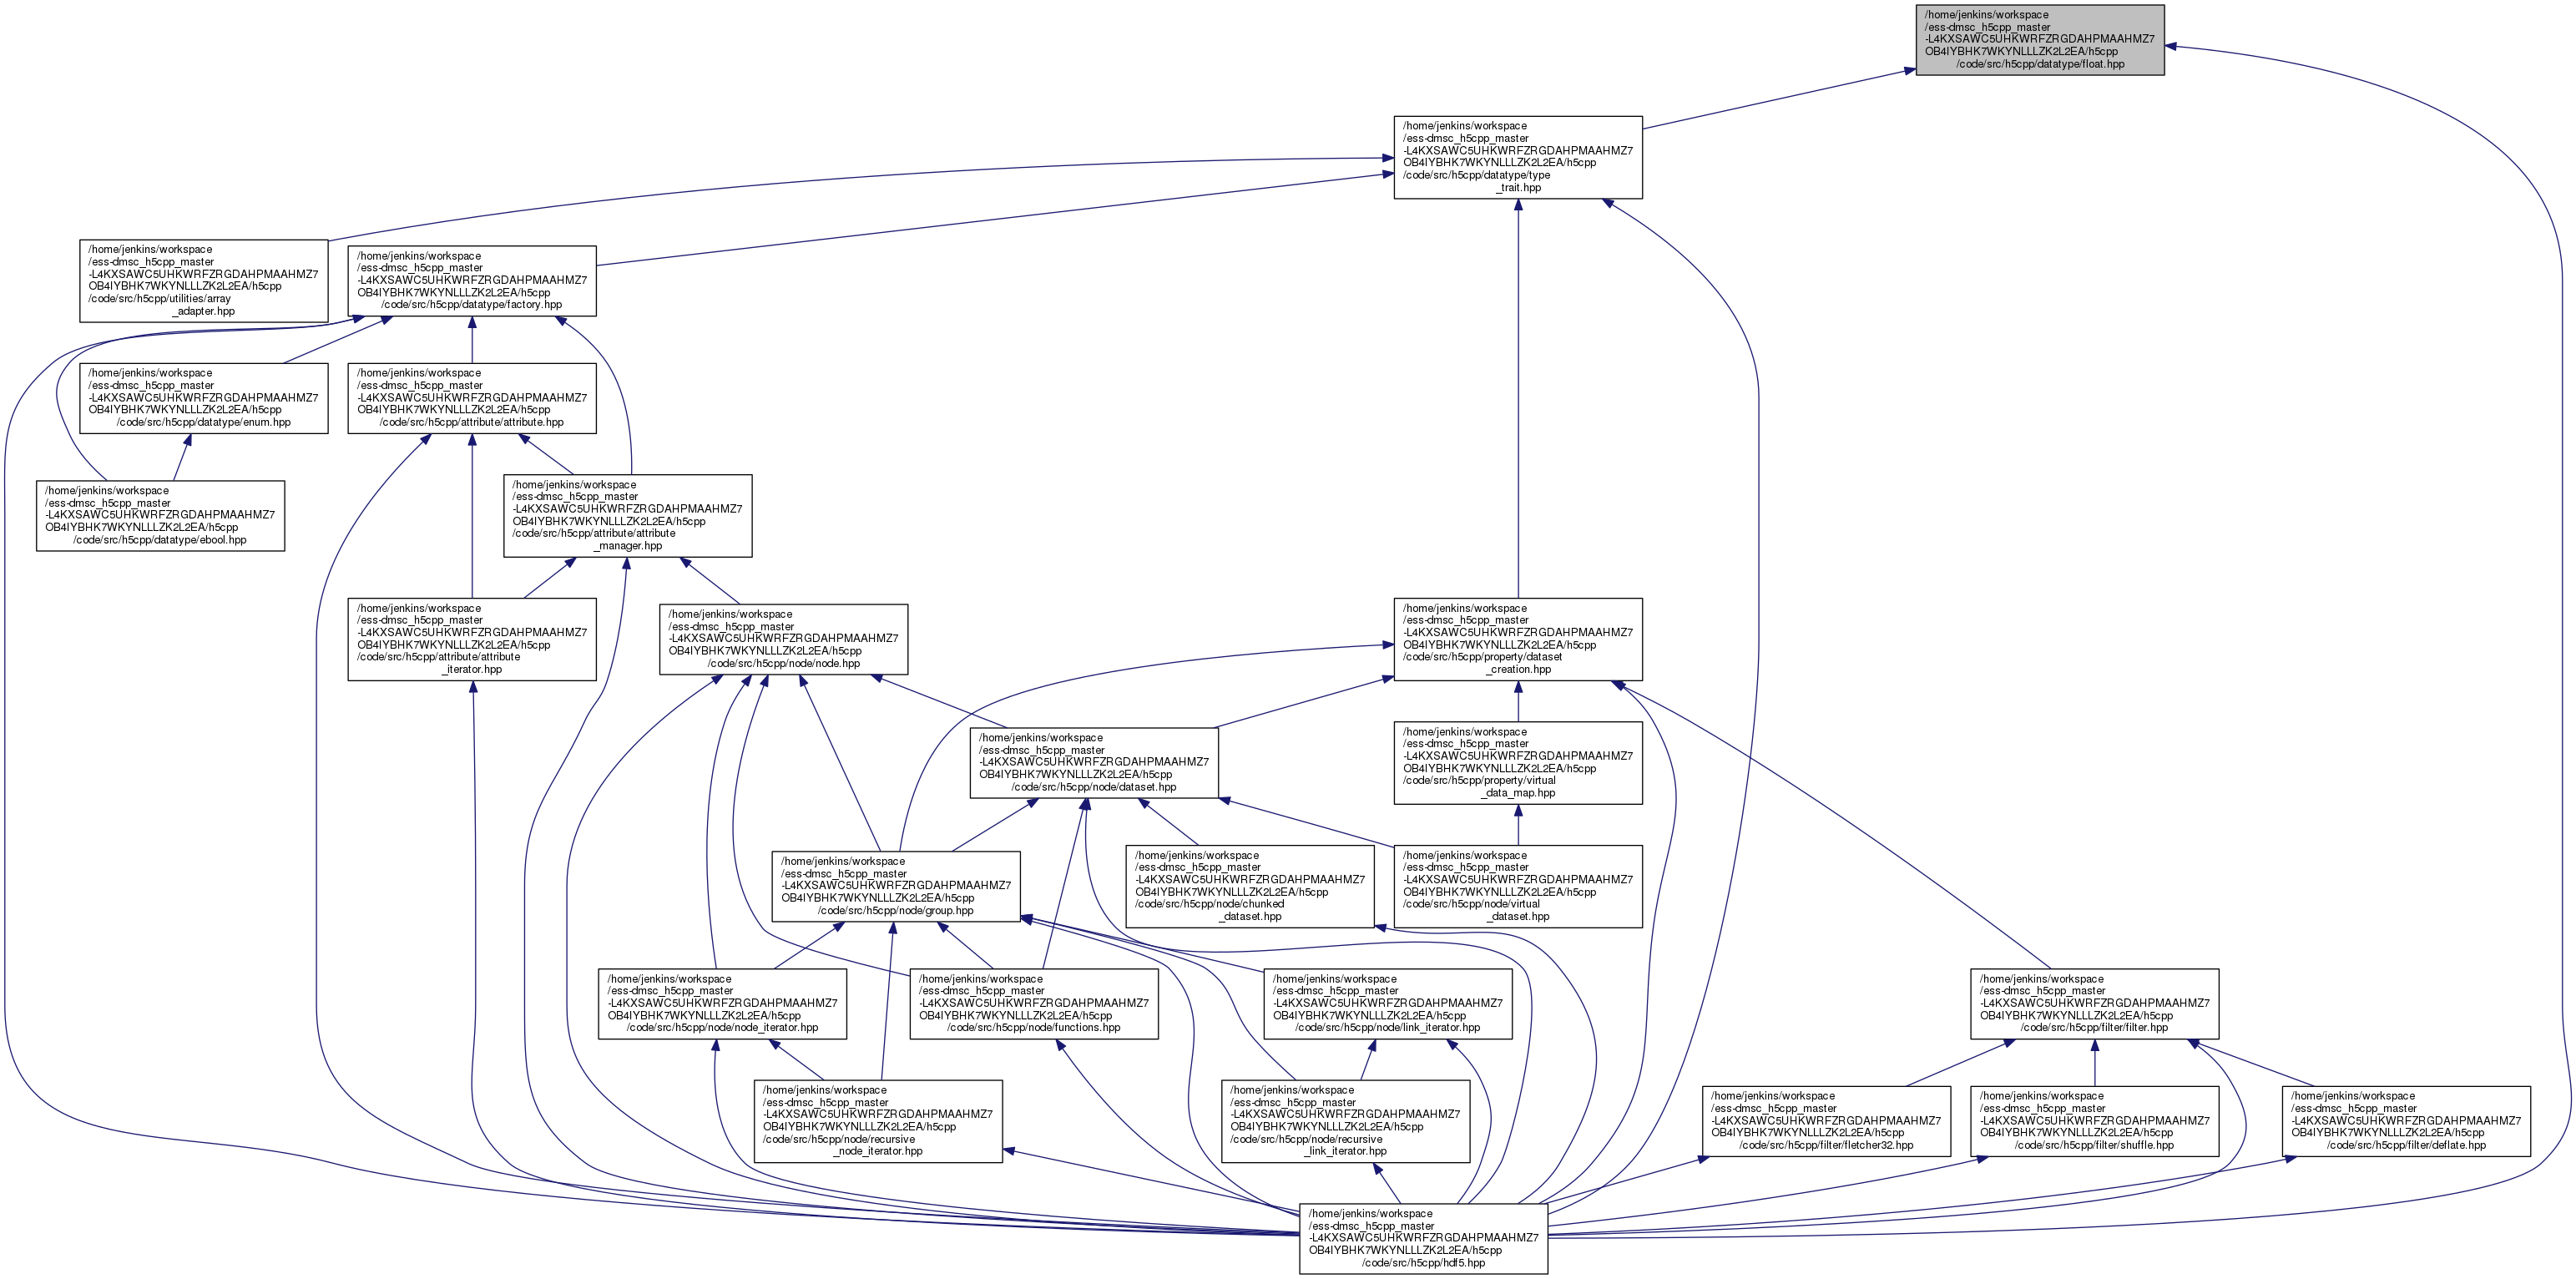 /home/jenkins/workspace
/ess-dmsc_h5cpp_master
-L4KXSAWC5UHKWRFZRGDAHPMAAHMZ7
OB4IYBHK7WKYNLLLZK2L2EA/h5cpp
/code/src/h5cpp/datatype/float.hpp
/home/jenkins/workspace
/ess-dmsc_h5cpp_master
-L4KXSAWC5UHKWRFZRGDAHPMAAHMZ7
OB4IYBHK7WKYNLLLZK2L2EA/h5cpp
/code/src/h5cpp/datatype/type
_trait.hpp
/home/jenkins/workspace
/ess-dmsc_h5cpp_master
-L4KXSAWC5UHKWRFZRGDAHPMAAHMZ7
OB4IYBHK7WKYNLLLZK2L2EA/h5cpp
/code/src/h5cpp/utilities/array
_adapter.hpp
/home/jenkins/workspace
/ess-dmsc_h5cpp_master
-L4KXSAWC5UHKWRFZRGDAHPMAAHMZ7
OB4IYBHK7WKYNLLLZK2L2EA/h5cpp
/code/src/h5cpp/datatype/factory.hpp
/home/jenkins/workspace
/ess-dmsc_h5cpp_master
-L4KXSAWC5UHKWRFZRGDAHPMAAHMZ7
OB4IYBHK7WKYNLLLZK2L2EA/h5cpp
/code/src/h5cpp/datatype/enum.hpp
/home/jenkins/workspace
/ess-dmsc_h5cpp_master
-L4KXSAWC5UHKWRFZRGDAHPMAAHMZ7
OB4IYBHK7WKYNLLLZK2L2EA/h5cpp
/code/src/h5cpp/attribute/attribute.hpp
/home/jenkins/workspace
/ess-dmsc_h5cpp_master
-L4KXSAWC5UHKWRFZRGDAHPMAAHMZ7
OB4IYBHK7WKYNLLLZK2L2EA/h5cpp
/code/src/h5cpp/datatype/ebool.hpp
/home/jenkins/workspace
/ess-dmsc_h5cpp_master
-L4KXSAWC5UHKWRFZRGDAHPMAAHMZ7
OB4IYBHK7WKYNLLLZK2L2EA/h5cpp
/code/src/h5cpp/attribute/attribute
_manager.hpp
/home/jenkins/workspace
/ess-dmsc_h5cpp_master
-L4KXSAWC5UHKWRFZRGDAHPMAAHMZ7
OB4IYBHK7WKYNLLLZK2L2EA/h5cpp
/code/src/h5cpp/attribute/attribute
_iterator.hpp
/home/jenkins/workspace
/ess-dmsc_h5cpp_master
-L4KXSAWC5UHKWRFZRGDAHPMAAHMZ7
OB4IYBHK7WKYNLLLZK2L2EA/h5cpp
/code/src/h5cpp/node/node.hpp
/home/jenkins/workspace
/ess-dmsc_h5cpp_master
-L4KXSAWC5UHKWRFZRGDAHPMAAHMZ7
OB4IYBHK7WKYNLLLZK2L2EA/h5cpp
/code/src/h5cpp/property/dataset
_creation.hpp
/home/jenkins/workspace
/ess-dmsc_h5cpp_master
-L4KXSAWC5UHKWRFZRGDAHPMAAHMZ7
OB4IYBHK7WKYNLLLZK2L2EA/h5cpp
/code/src/h5cpp/node/dataset.hpp
/home/jenkins/workspace
/ess-dmsc_h5cpp_master
-L4KXSAWC5UHKWRFZRGDAHPMAAHMZ7
OB4IYBHK7WKYNLLLZK2L2EA/h5cpp
/code/src/h5cpp/property/virtual
_data_map.hpp
/home/jenkins/workspace
/ess-dmsc_h5cpp_master
-L4KXSAWC5UHKWRFZRGDAHPMAAHMZ7
OB4IYBHK7WKYNLLLZK2L2EA/h5cpp
/code/src/h5cpp/node/group.hpp
/home/jenkins/workspace
/ess-dmsc_h5cpp_master
-L4KXSAWC5UHKWRFZRGDAHPMAAHMZ7
OB4IYBHK7WKYNLLLZK2L2EA/h5cpp
/code/src/h5cpp/node/chunked
_dataset.hpp
/home/jenkins/workspace
/ess-dmsc_h5cpp_master
-L4KXSAWC5UHKWRFZRGDAHPMAAHMZ7
OB4IYBHK7WKYNLLLZK2L2EA/h5cpp
/code/src/h5cpp/node/virtual
_dataset.hpp
/home/jenkins/workspace
/ess-dmsc_h5cpp_master
-L4KXSAWC5UHKWRFZRGDAHPMAAHMZ7
OB4IYBHK7WKYNLLLZK2L2EA/h5cpp
/code/src/h5cpp/node/node_iterator.hpp
/home/jenkins/workspace
/ess-dmsc_h5cpp_master
-L4KXSAWC5UHKWRFZRGDAHPMAAHMZ7
OB4IYBHK7WKYNLLLZK2L2EA/h5cpp
/code/src/h5cpp/node/functions.hpp
/home/jenkins/workspace
/ess-dmsc_h5cpp_master
-L4KXSAWC5UHKWRFZRGDAHPMAAHMZ7
OB4IYBHK7WKYNLLLZK2L2EA/h5cpp
/code/src/h5cpp/node/link_iterator.hpp
/home/jenkins/workspace
/ess-dmsc_h5cpp_master
-L4KXSAWC5UHKWRFZRGDAHPMAAHMZ7
OB4IYBHK7WKYNLLLZK2L2EA/h5cpp
/code/src/h5cpp/filter/filter.hpp
/home/jenkins/workspace
/ess-dmsc_h5cpp_master
-L4KXSAWC5UHKWRFZRGDAHPMAAHMZ7
OB4IYBHK7WKYNLLLZK2L2EA/h5cpp
/code/src/h5cpp/node/recursive
_node_iterator.hpp
/home/jenkins/workspace
/ess-dmsc_h5cpp_master
-L4KXSAWC5UHKWRFZRGDAHPMAAHMZ7
OB4IYBHK7WKYNLLLZK2L2EA/h5cpp
/code/src/h5cpp/node/recursive
_link_iterator.hpp
/home/jenkins/workspace
/ess-dmsc_h5cpp_master
-L4KXSAWC5UHKWRFZRGDAHPMAAHMZ7
OB4IYBHK7WKYNLLLZK2L2EA/h5cpp
/code/src/h5cpp/filter/fletcher32.hpp
/home/jenkins/workspace
/ess-dmsc_h5cpp_master
-L4KXSAWC5UHKWRFZRGDAHPMAAHMZ7
OB4IYBHK7WKYNLLLZK2L2EA/h5cpp
/code/src/h5cpp/filter/shuffle.hpp
/home/jenkins/workspace
/ess-dmsc_h5cpp_master
-L4KXSAWC5UHKWRFZRGDAHPMAAHMZ7
OB4IYBHK7WKYNLLLZK2L2EA/h5cpp
/code/src/h5cpp/filter/deflate.hpp
/home/jenkins/workspace
/ess-dmsc_h5cpp_master
-L4KXSAWC5UHKWRFZRGDAHPMAAHMZ7
OB4IYBHK7WKYNLLLZK2L2EA/h5cpp
/code/src/h5cpp/hdf5.hpp